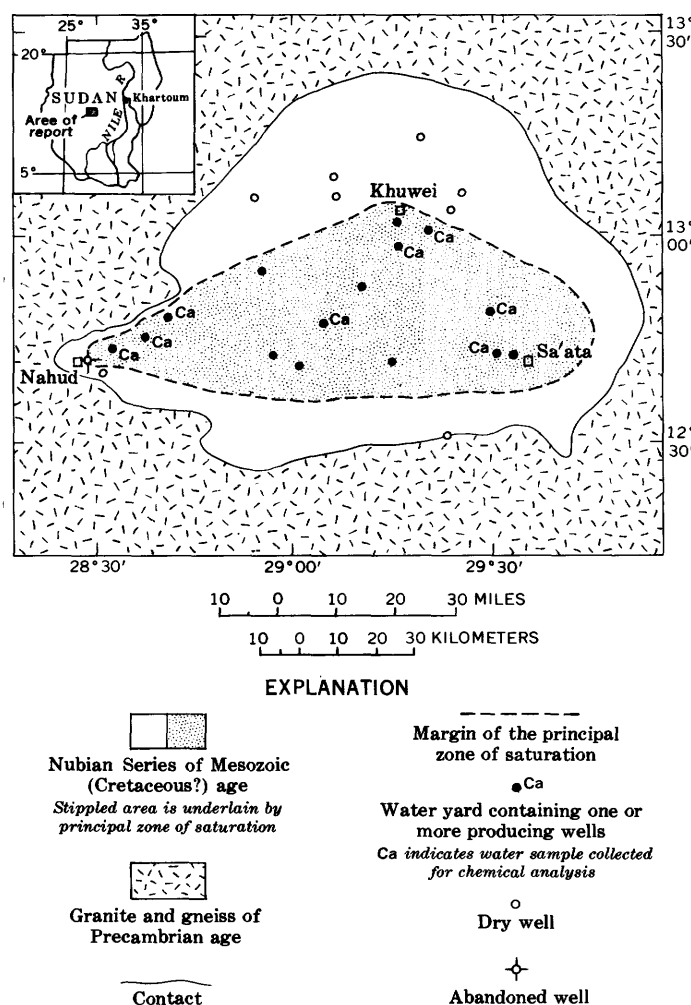 25° 35°
20°
SUDAN
Khartoum
Area of
report
NILE R
5°
13°
30'
Khuwei
Ca
Ca
13°
00'
Ca
Ca
Ca
Ca
Ca
Ca
Sa'ata
Nahud
12°
30'
28°30' 29°00' 29°30'
10 0 10 20 30 MILES
10 0 10 20 30 KILOMETERS
EXPLANATION
Nubian Series of Mesozoic
(Cretaceous?) age
Stippled area is underlain by
principal zone of saturation
Granite and gneiss of
Precambrian age
Contact
Margin of the principal
zone of saturation
Ca
Water yard containing one or
more producing wells
Ca indicates water sample collected
for chemical analysis
Dry well
Abandoned well